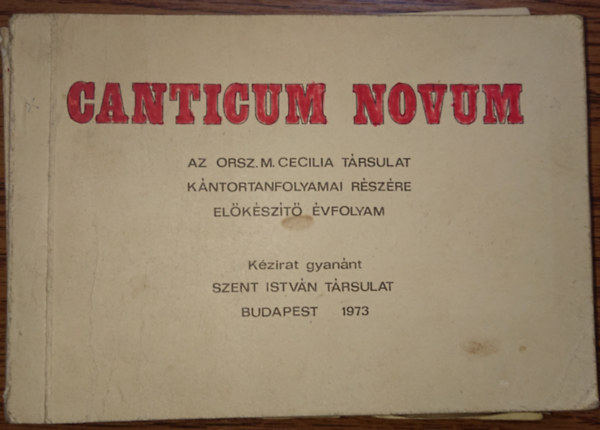 CANTICUM NOVUM
AZ ORSZ. M. CECILIA TÁRSULAT
KÁNTORTANFOLYAMAI RÉSZÉRE
ELŐKÉSZÍTŐ ÉVFOLYAM
Kézirat gyanánt
SZENT ISTVÁN TÁRSULAT
BUDAPEST 1973